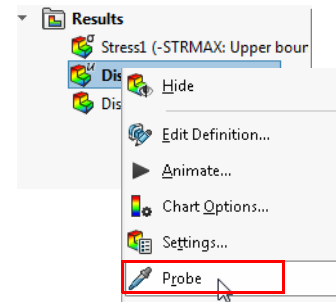 Results
Stress1 (-STRMAX: Upper bour
Dis
Dis
Hide
Edit Definition...
Animate...
Chart Options...
Settings...
Probe